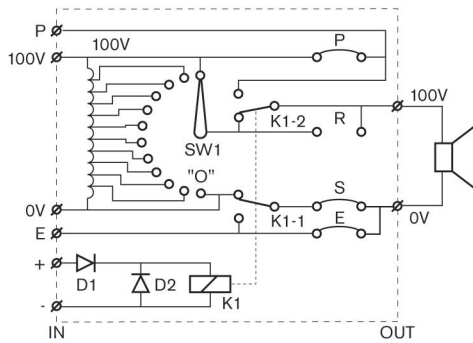 P
100V
P
100V
100V
K1-2
R
SW1
"O"
S
0V
K1-1
E
0V
E
+
D1
D2
K1
-
IN
OUT